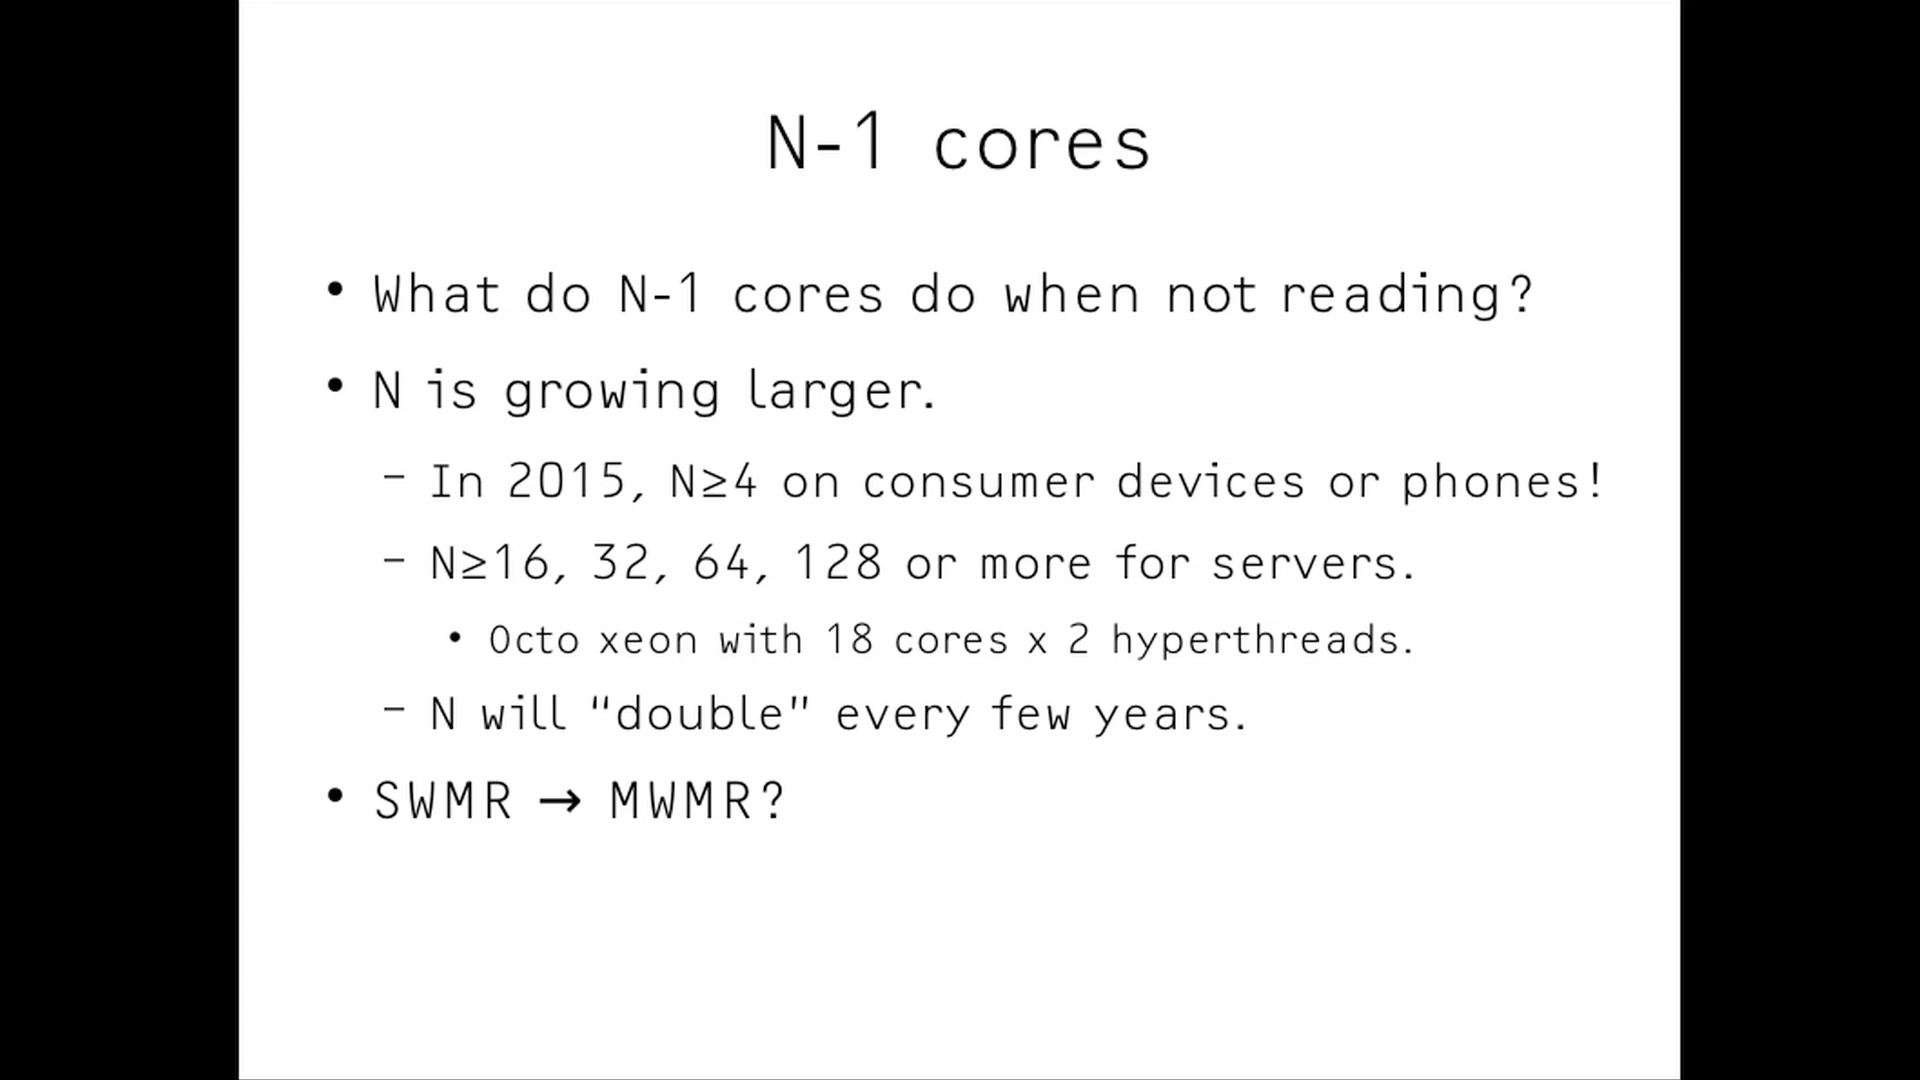 N-1 cores
• What do N-1 cores do when not reading?
• N is growing larger.
– In 2015, N≥4 on consumer devices or phones!
– N≥16, 32, 64, 128 or more for servers.
• Octo xeon with 18 cores x 2 hyperthreads.
– N will "double" every few years.
• SWMR → MWMR?